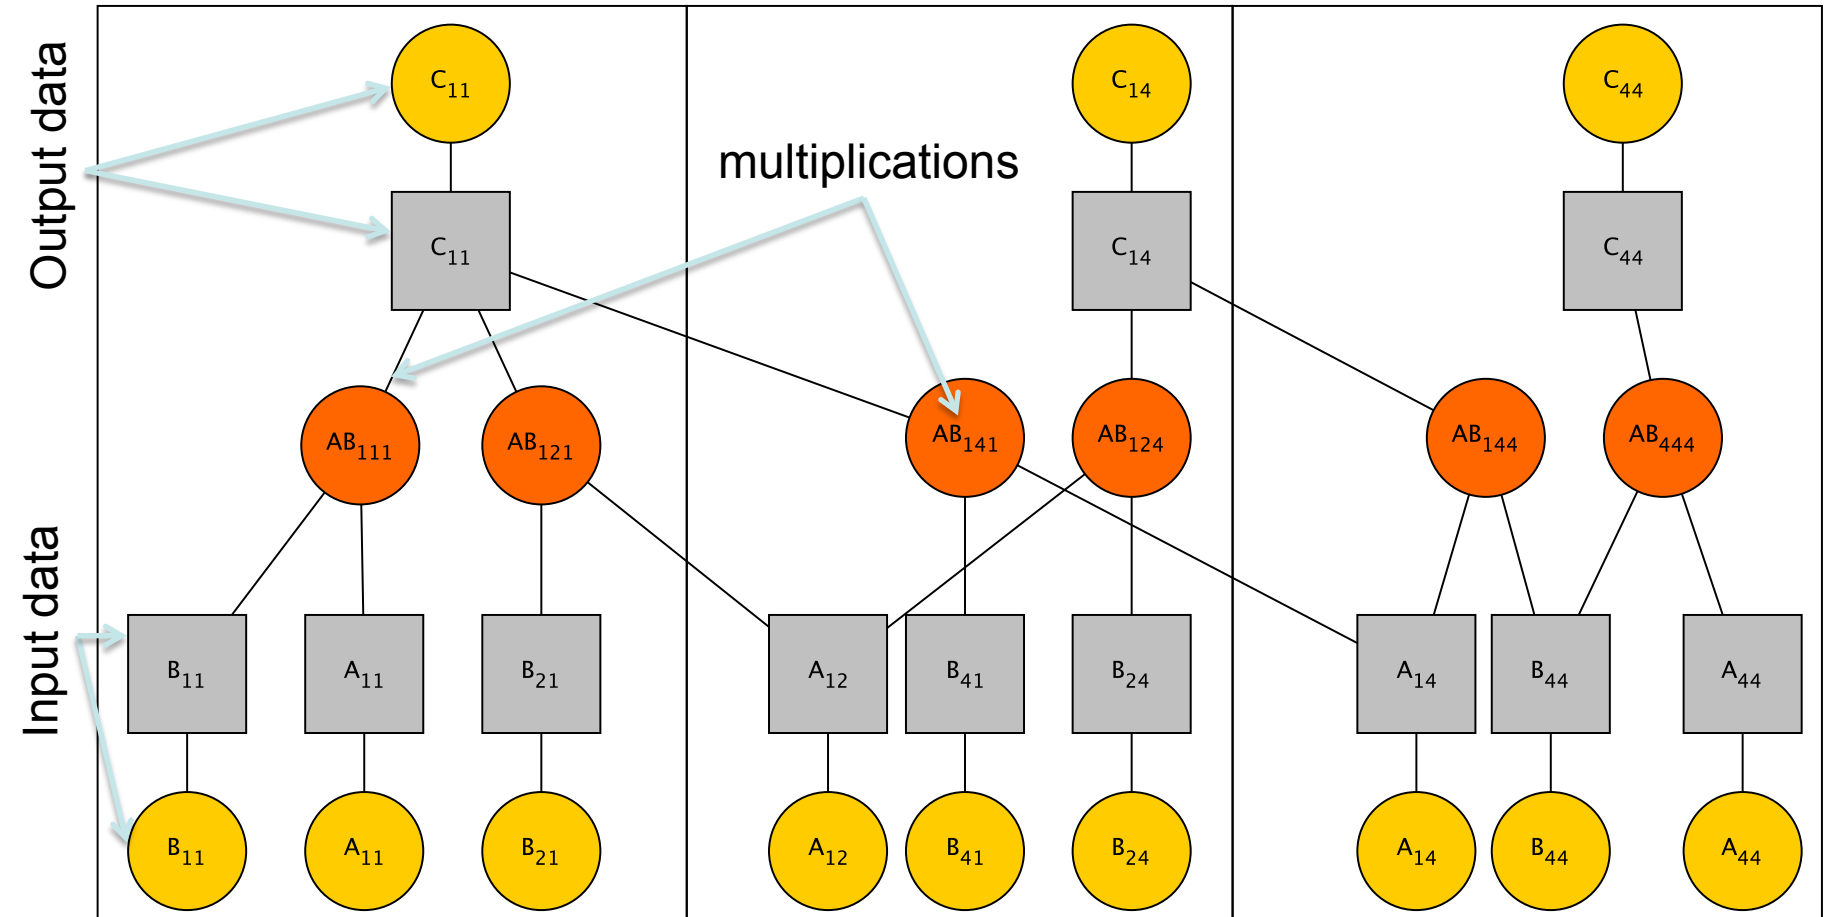 Output data
C11
C14
C44
multiplications
C11
C14
C44
AB111
AB121
AB141
AB124
AB144
AB444
Input data
B11
A11
B21
A12
B41
B24
A14
B44
A44
B11
A11
B21
A12
B41
B24
A14
B44
A44